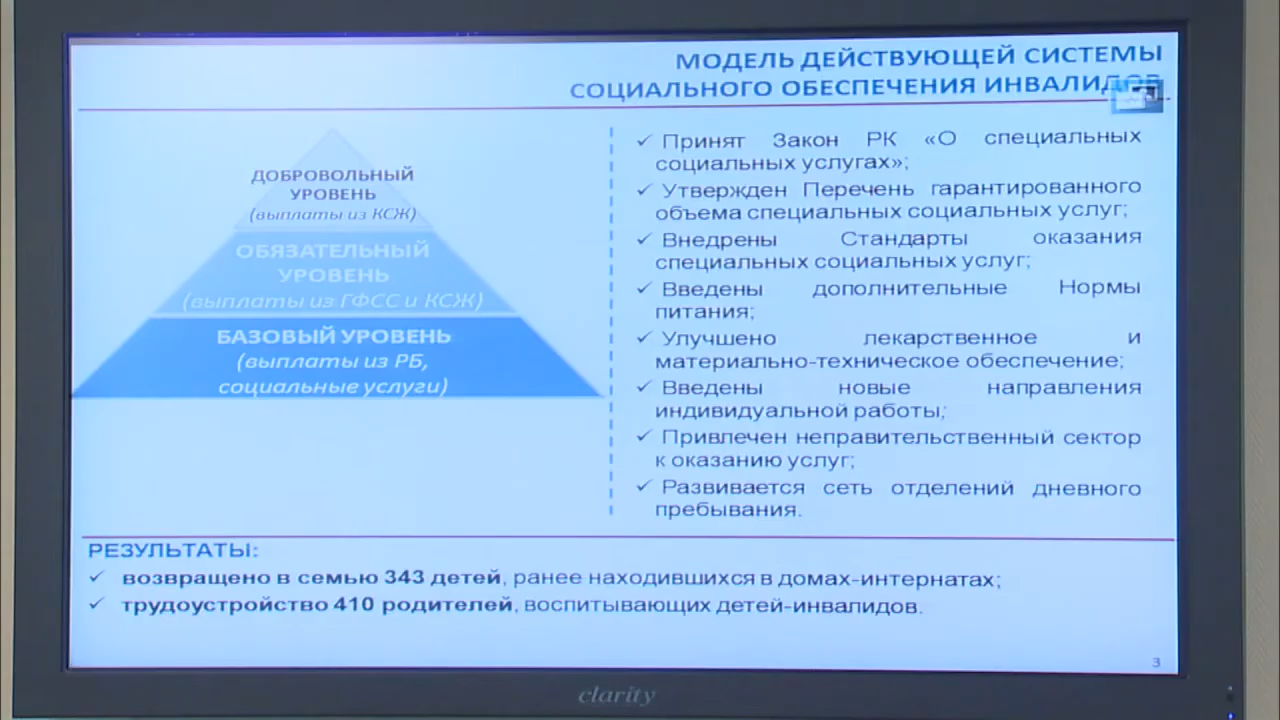 МОДЕЛЬ ДЕЙСТВУЮЩЕЙ СИСТЕМЫ
СОЦИАЛЬНОГО ОБЕСПЕЧЕНИЯ ИНВАЛИДОВ
ДОБРОВОЛЬНЫЙ
УРОВЕНЬ
(выплаты из КСЖ)
ОБЯЗАТЕЛЬНЫЙ
УРОВЕНЬ
(выплаты из ГФСС и КСЖ)
БАЗОВЫЙ УРОВЕНЬ
(выплаты из РБ,
социальные услуги)
✓ Принят Закон РК «О специальных
социальных услугах»;
✓ Утвержден Перечень гарантированного
объема специальных социальных услуг;
✓ Внедрены Стандарты оказания
специальных социальных услуг;
✓ Введены дополнительные Нормы
питания;
✓ Улучшено лекарственное и
материально-техническое обеспечение;
✓ Введены новые направления
индивидуальной работы;
✓ Привлечен неправительственный сектор
к оказанию услуг;
✓ Развивается сеть отделений дневного
пребывания.
РЕЗУЛЬТАТЫ:
✓ возвращено в семью 343 детей, ранее находившихся в домах-интернатах;
✓ трудоустройство 410 родителей, воспитывающих детей-инвалидов.
3
clarity